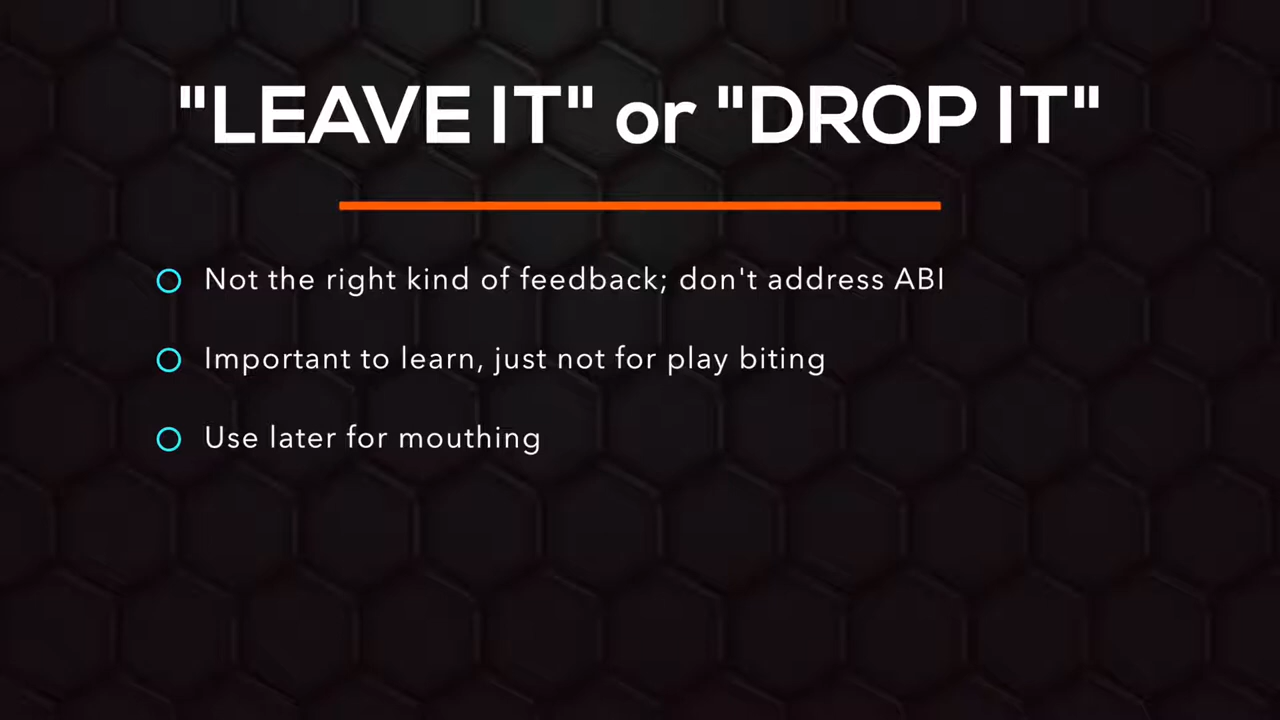 "LEAVE IT" or "DROP IT"
Not the right kind of feedback; don't address ABI
Important to learn, just not for play biting
Use later for mouthing